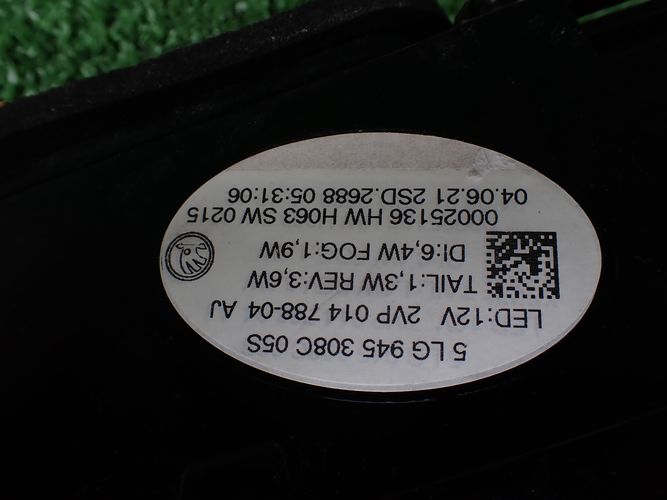 5 LG 945 308C 05S
LED:12V 2VP 014 788-04 AJ
TAIL:1,3W REV:3,6W
DI:6,4W FOG:1,9W
00025136 HW H063 SW 0215
04.06.21 2SD.2688 05:31:06